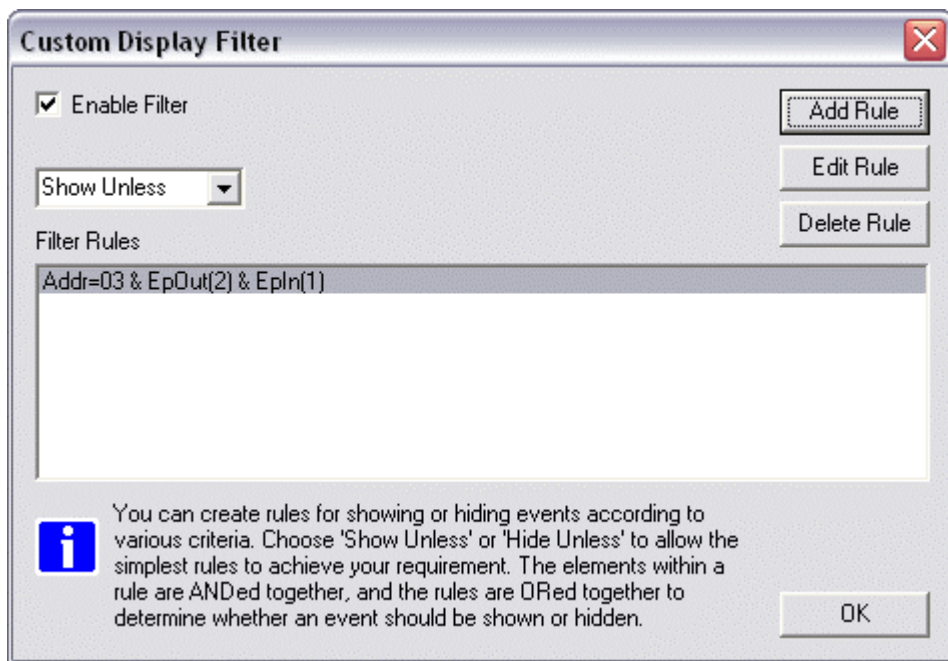 Custom Display Filter
Enable Filter
Add Rule
Edit Rule
Show Unless
Delete Rule
Filter Rules
Addr=03 & EpOut(2) & EpIn(1)
You can create rules for showing or hiding events according to
various criteria. Choose 'Show Unless' or 'Hide Unless' to allow the
simplest rules to achieve your requirement. The elements within a
rule are ANDed together, and the rules are ORed together to
determine whether an event should be shown or hidden.
OK